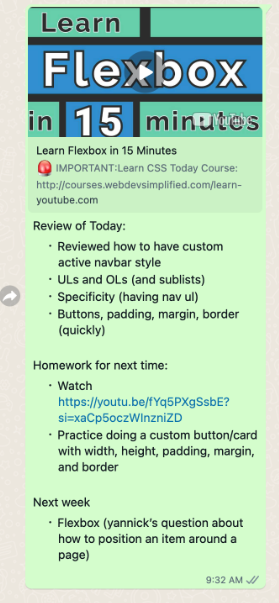 Learn
Flexbox
in 15 minutes
YouTube
Learn Flexbox in 15 Minutes
🚨 IMPORTANT:Learn CSS Today Course:
http://courses.webdevsimplified.com/learn-
youtube.com
Review of Today:
• Reviewed how to have custom
active navbar style
• ULs and OLs (and sublists)
• Specificity (having nav ul)
• Buttons, padding, margin, border
(quickly)
Homework for next time:
• Watch
https://youtu.be/fYq5PXgSsbE?
si=xaCp5oczWlnzniZD
• Practice doing a custom button/card
with width, height, padding, margin,
and border
Next week
• Flexbox (yannick's question about
how to position an item around a
page)
9:32 AM